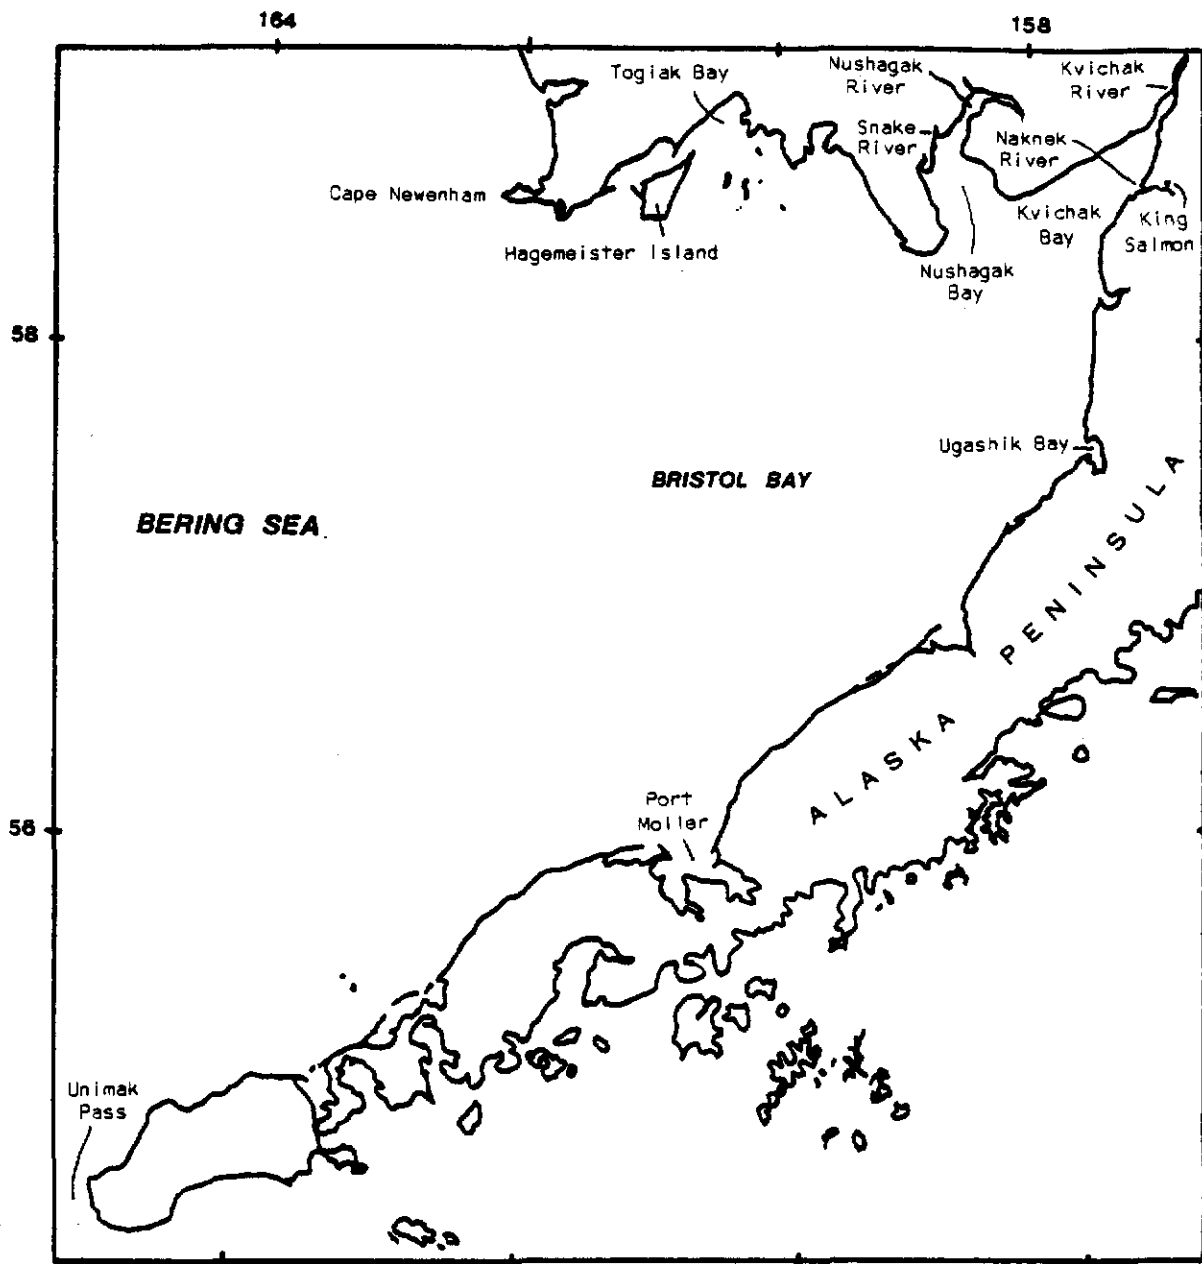 164
158
Togiak Bay
Nushagak
River
Kvichak
River
Snake
River
Naknek
River
Cape Newenham
Hagemeister Island
Kvichak
Bay
King
Salmon
Nushagak
Bay
58
Ugashik Bay
BRISTOL BAY
BERING SEA
ALASKA PENINSULA
Port
Moller
56
Unimak
Pass